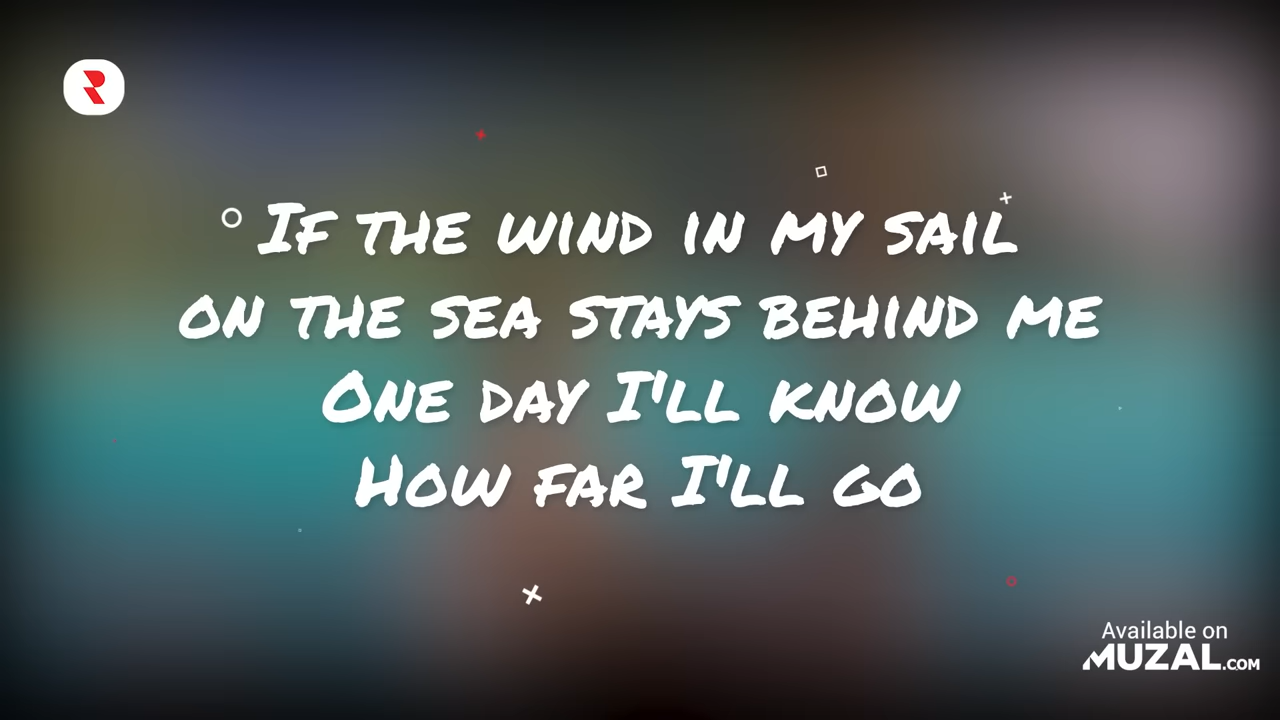 If the wind in my sail
on the sea stays behind me
One day I'll know
How far I'll go
Available on
MUZAL.COM